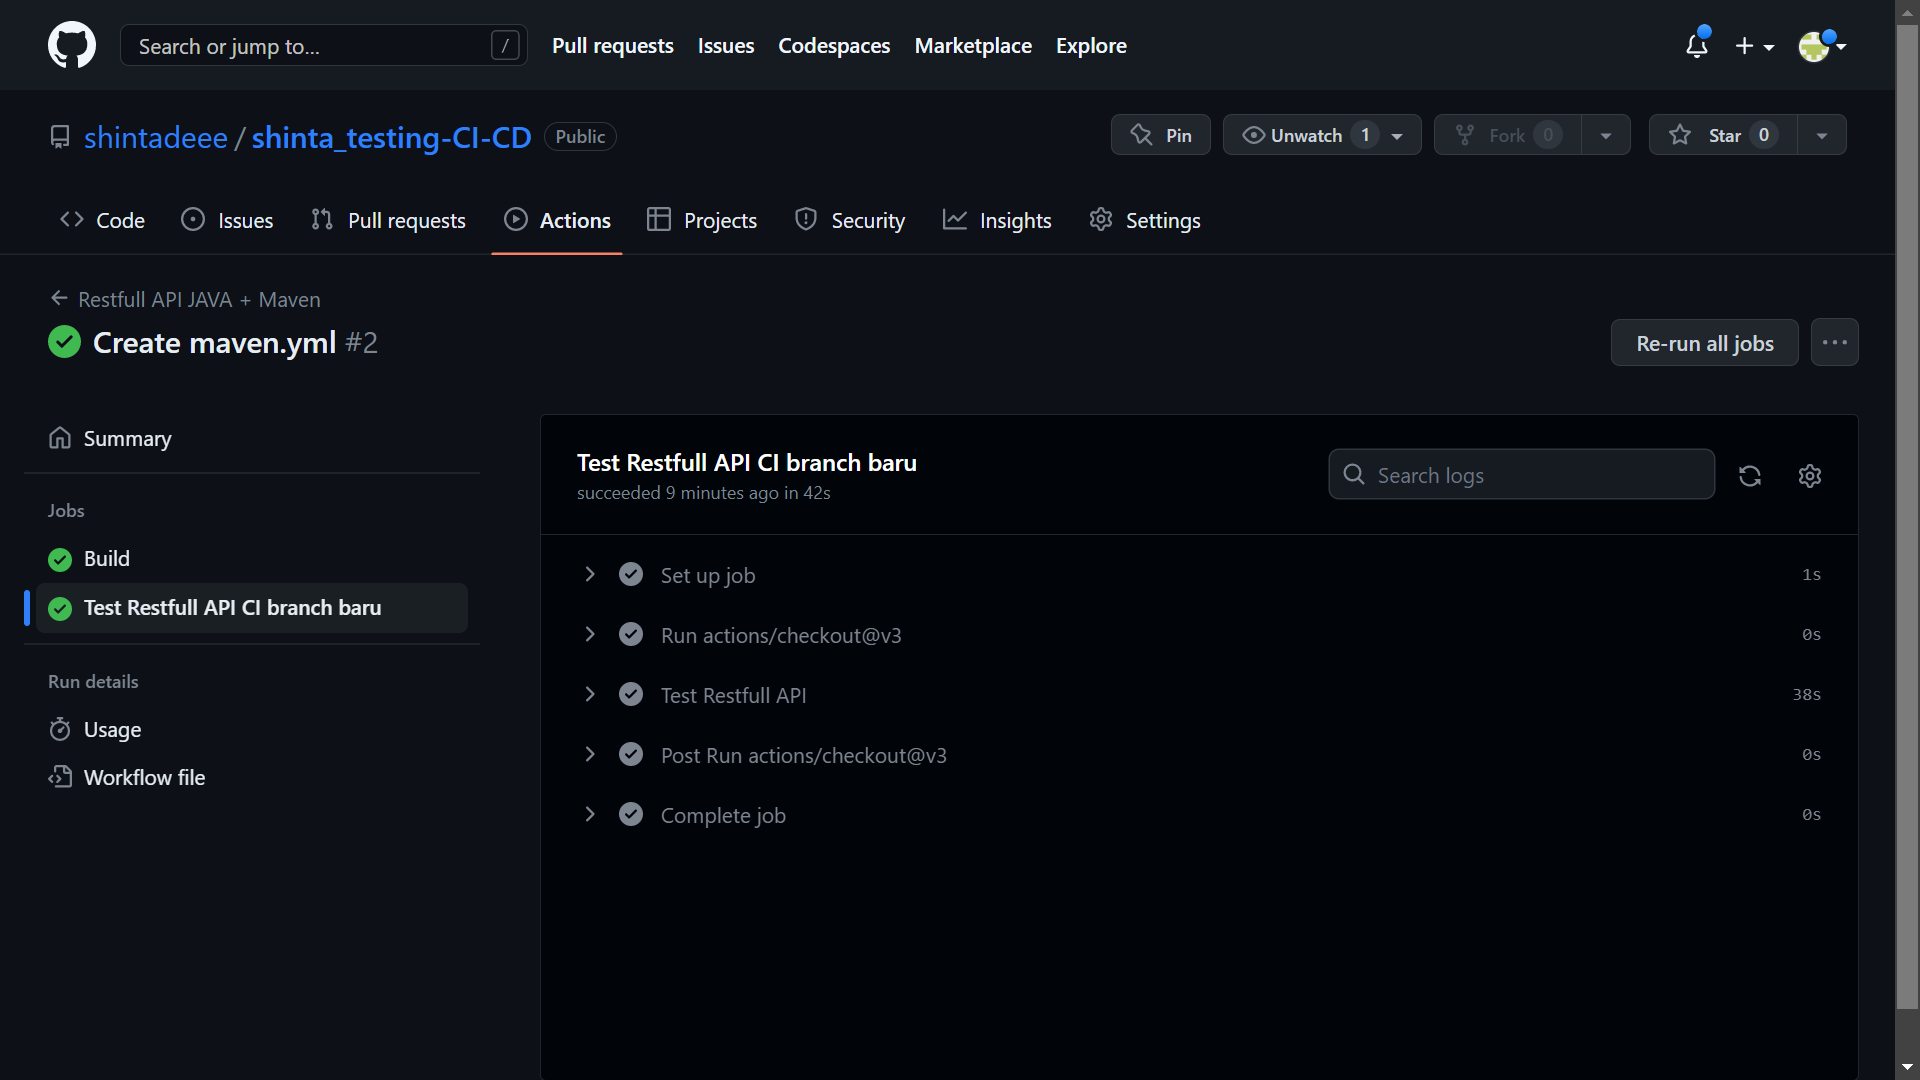 Search or jump to... /
Pull requests Issues Codespaces Marketplace Explore
shintadeeee / shinta_testing-CI-CD Public
Pin Unwatch 1 Fork 0 Star 0
Code Issues Pull requests Actions Projects Security Insights Settings
Restfull API JAVA + Maven
Create maven.yml #2
Re-run all jobs
Summary
Jobs
Build
Test Restfull API CI branch baru
Run details
Usage
Workflow file
Test Restfull API CI branch baru
succeeded 9 minutes ago in 42s
Search logs
Set up job 1s
Run actions/checkout@v3 0s
Test Restfull API 38s
Post Run actions/checkout@v3 0s
Complete job 0s